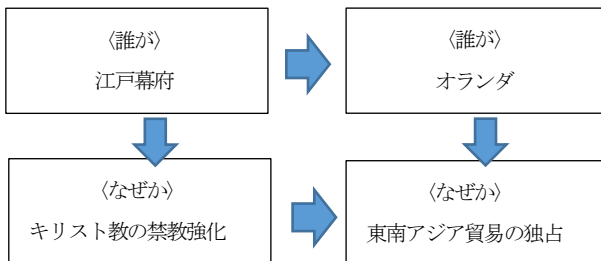 〈誰が〉
江戸幕府
〈誰が〉
オランダ
〈なぜか〉
キリスト教の禁教強化
〈なぜか〉
東南アジア貿易の独占